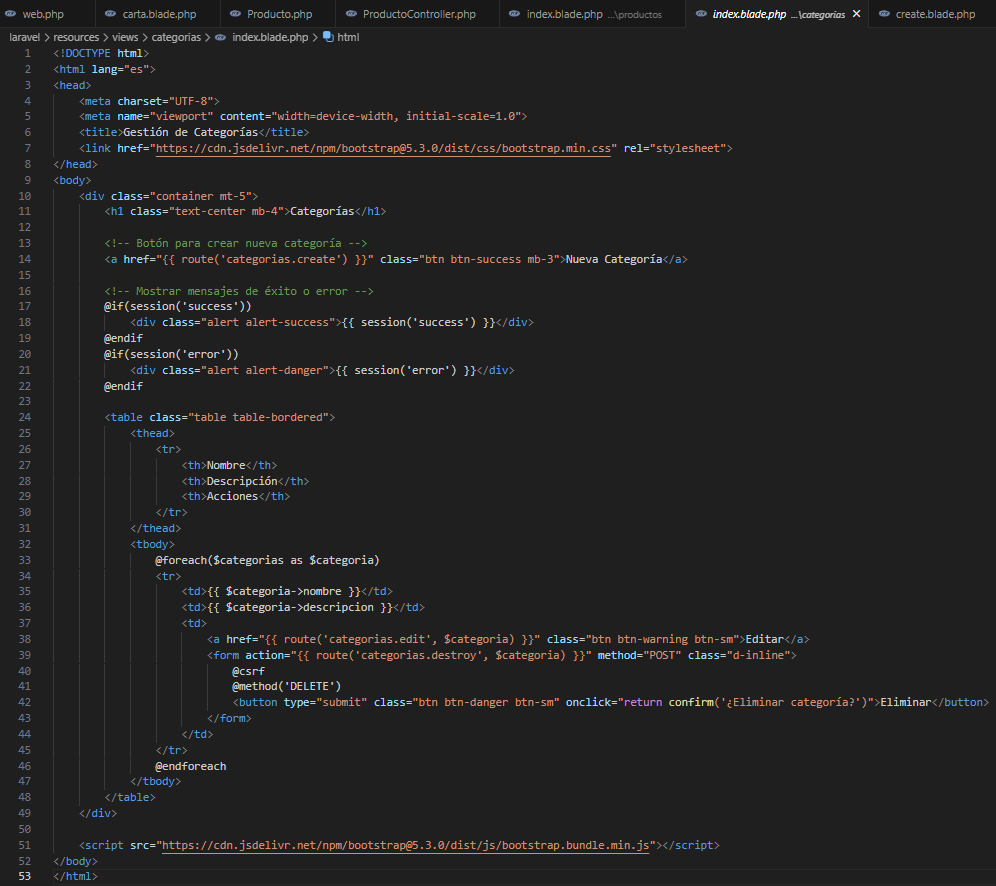 web.php carta.blade.php Producto.php ProductoController.php index.blade.php ...\productos index.blade.php ...\categorias × create.blade.php
laravel > resources > views > categorias > index.blade.php > html
1 <!DOCTYPE html>
2 <html lang="es">
3 <head>
4     <meta charset="UTF-8">
5     <meta name="viewport" content="width=device-width, initial-scale=1.0">
6     <title>Gestión de Categorías</title>
7     <link href="https://cdn.jsdelivr.net/npm/bootstrap@5.3.0/dist/css/bootstrap.min.css" rel="stylesheet">
8 </head>
9 <body>
10     <div class="container mt-5">
11         <h1 class="text-center mb-4">Categorías</h1>
12
13         <!-- Botón para crear nueva categoría -->
14         <a href="{{ route('categorias.create') }}" class="btn btn-success mb-3">Nueva Categoría</a>
15
16         <!-- Mostrar mensajes de éxito o error -->
17         @if(session('success'))
18             <div class="alert alert-success">{{ session('success') }}</div>
19         @endif
20         @if(session('error'))
21             <div class="alert alert-danger">{{ session('error') }}</div>
22         @endif
23
24         <table class="table table-bordered">
25             <thead>
26                 <tr>
27                     <th>Nombre</th>
28                     <th>Descripción</th>
29                     <th>Acciones</th>
30                 </tr>
31             </thead>
32             <tbody>
33                 @foreach($categorias as $categoria)
34                 <tr>
35                     <td>{{ $categoria->nombre }}</td>
36                     <td>{{ $categoria->descripcion }}</td>
37                     <td>
38                         <a href="{{ route('categorias.edit', $categoria) }}" class="btn btn-warning btn-sm">Editar</a>
39                         <form action="{{ route('categorias.destroy', $categoria) }}" method="POST" class="d-inline">
40                             @csrf
41                             @method('DELETE')
42                             <button type="submit" class="btn btn-danger btn-sm" onclick="return confirm('¿Eliminar categoría?')">Eliminar</button>
43                         </form>
44                     </td>
45                 </tr>
46                 @endforeach
47             </tbody>
48         </table>
49     </div>
50
51     <script src="https://cdn.jsdelivr.net/npm/bootstrap@5.3.0/dist/js/bootstrap.bundle.min.js"></script>
52 </body>
53 </html>